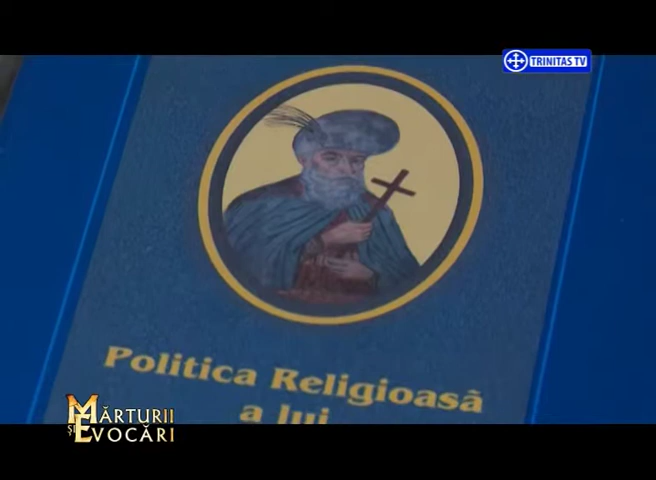 TRINITAS TV
Politica Religioasă
a lui
MĂRTURII
ȘI EVOCĂRI